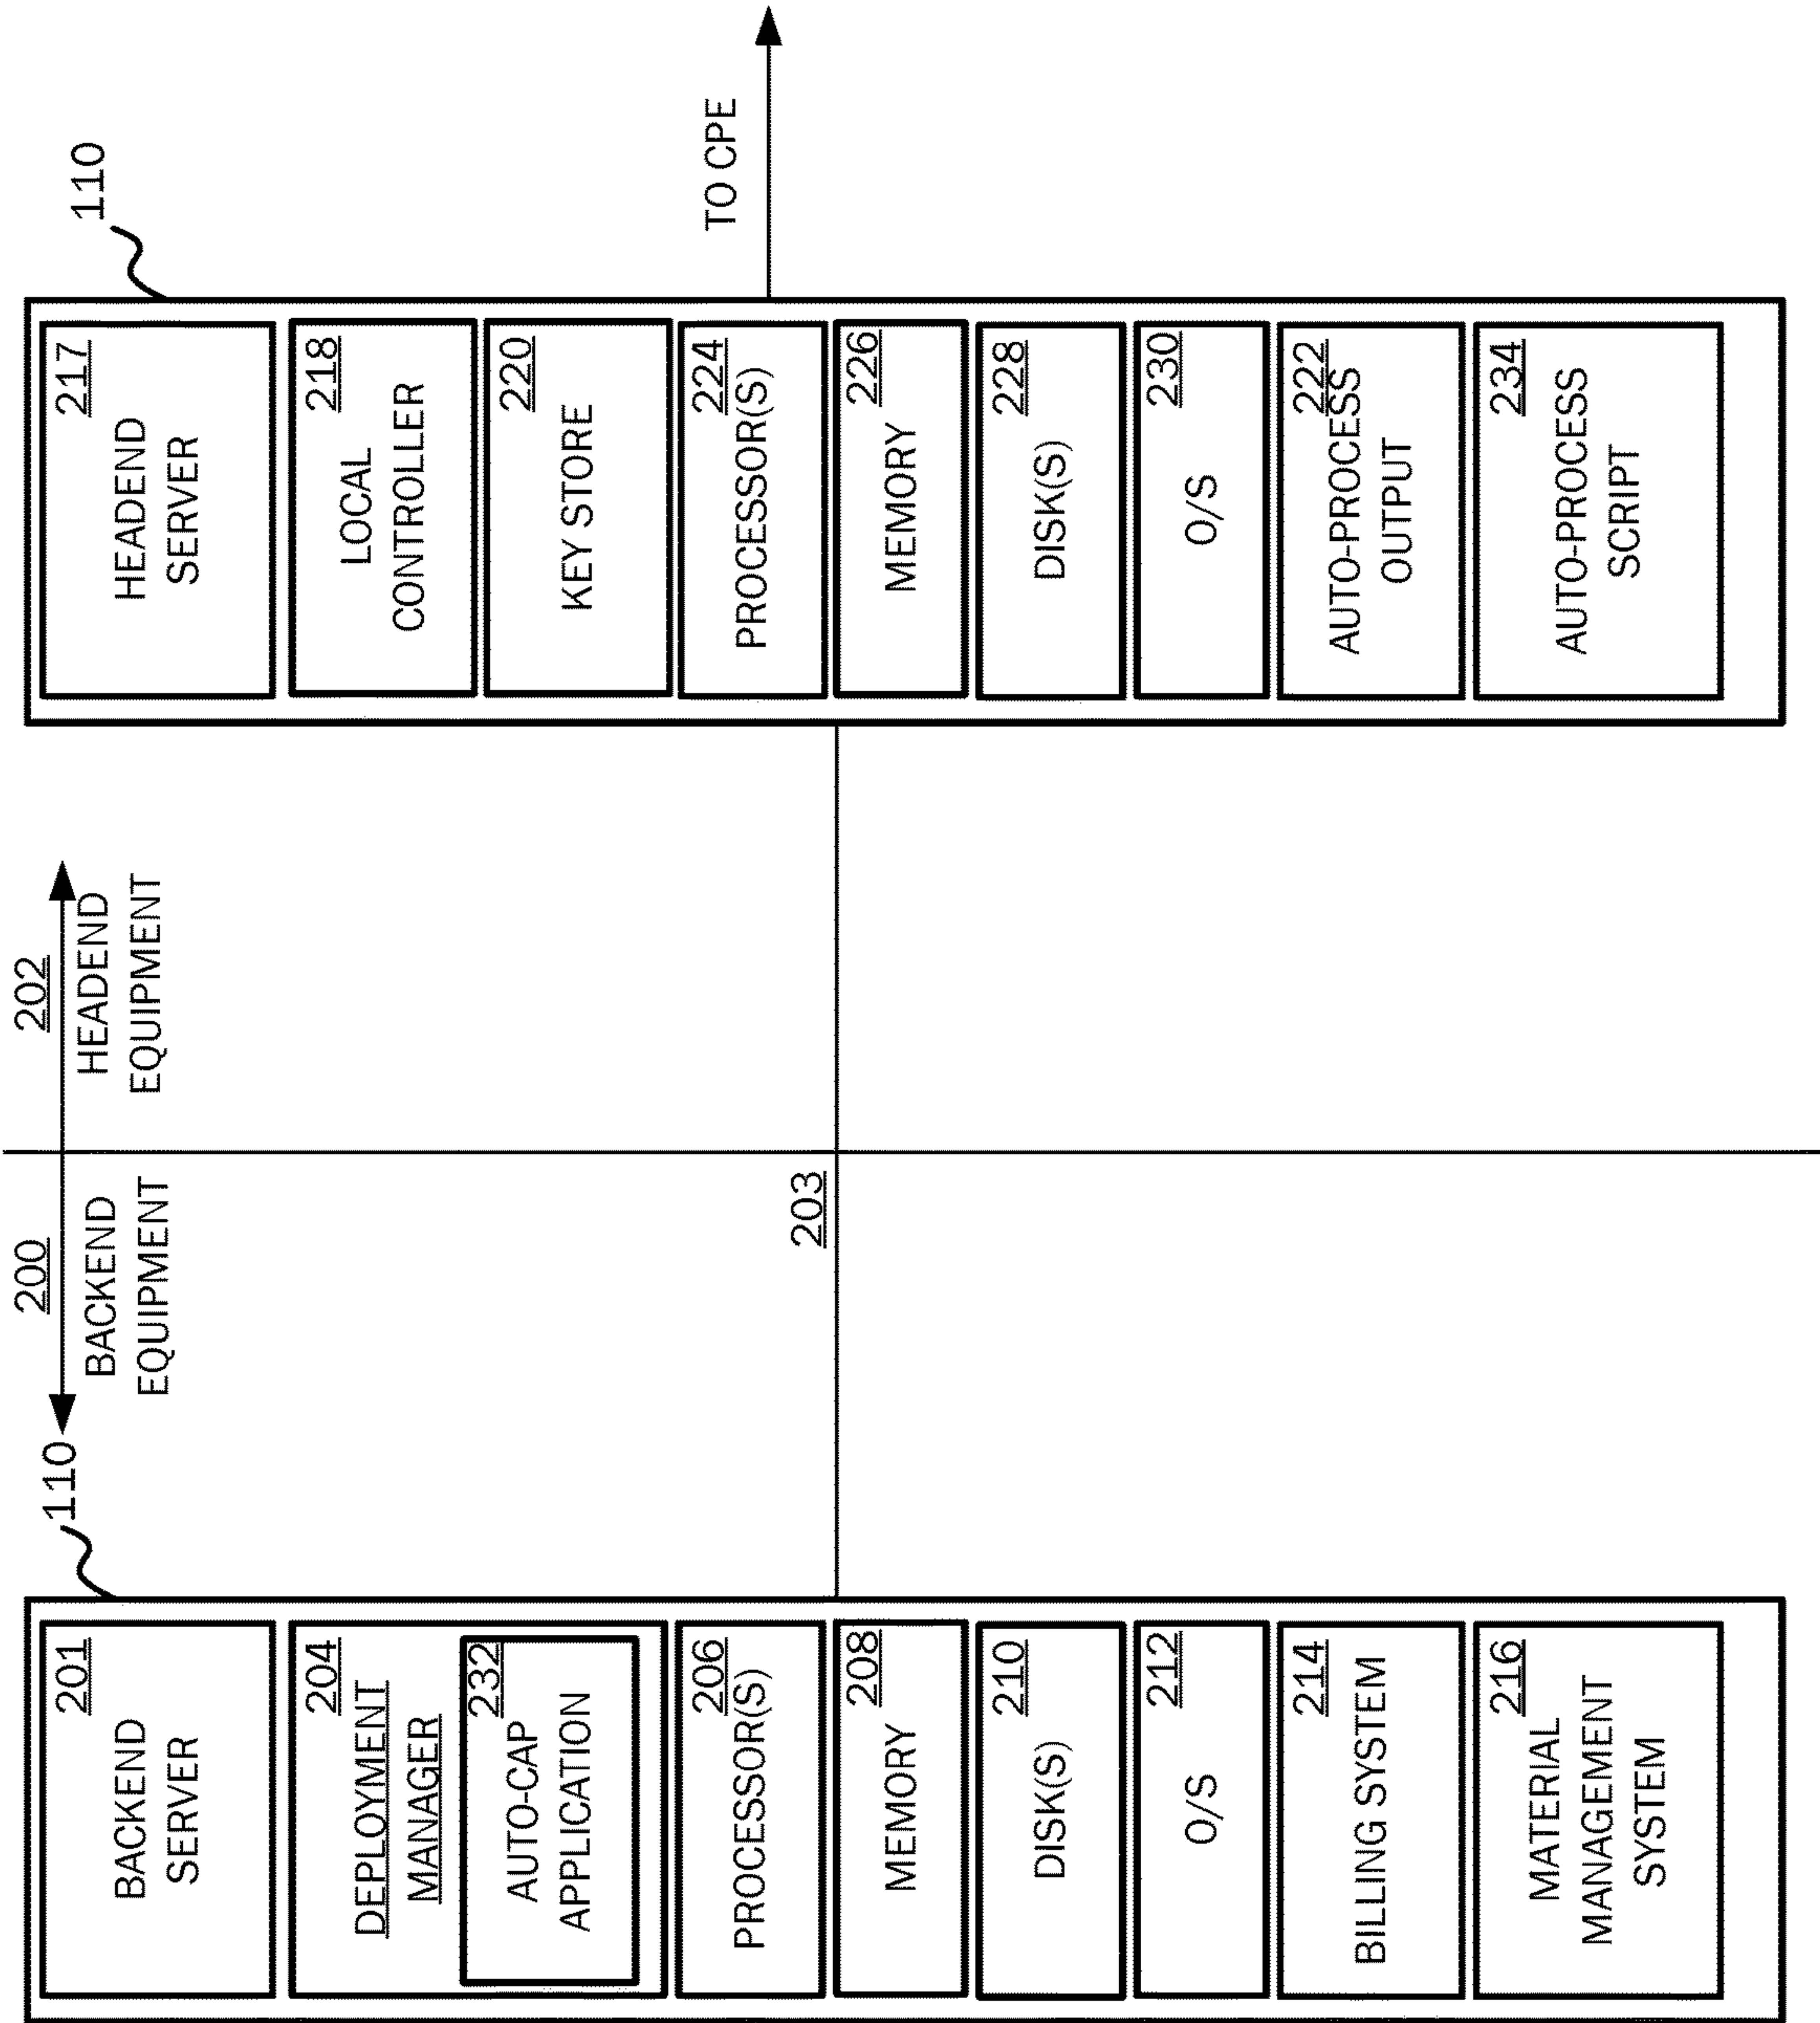 200
202
BACKEND
EQUIPMENT
HEADEND
EQUIPMENT
110
201
BACKEND
SERVER
204
DEPLOYMENT
MANAGER
232
AUTO-CAP
APPLICATION
206
PROCESSOR(S)
208
MEMORY
210
DISK(S)
212
O/S
214
BILLING SYSTEM
216
MATERIAL
MANAGEMENT
SYSTEM
203
110
217
HEADEND
SERVER
218
LOCAL
CONTROLLER
220
KEY STORE
224
PROCESSOR(S)
226
MEMORY
228
DISK(S)
230
O/S
222
AUTO-PROCESS
OUTPUT
234
AUTO-PROCESS
SCRIPT
TO CPE